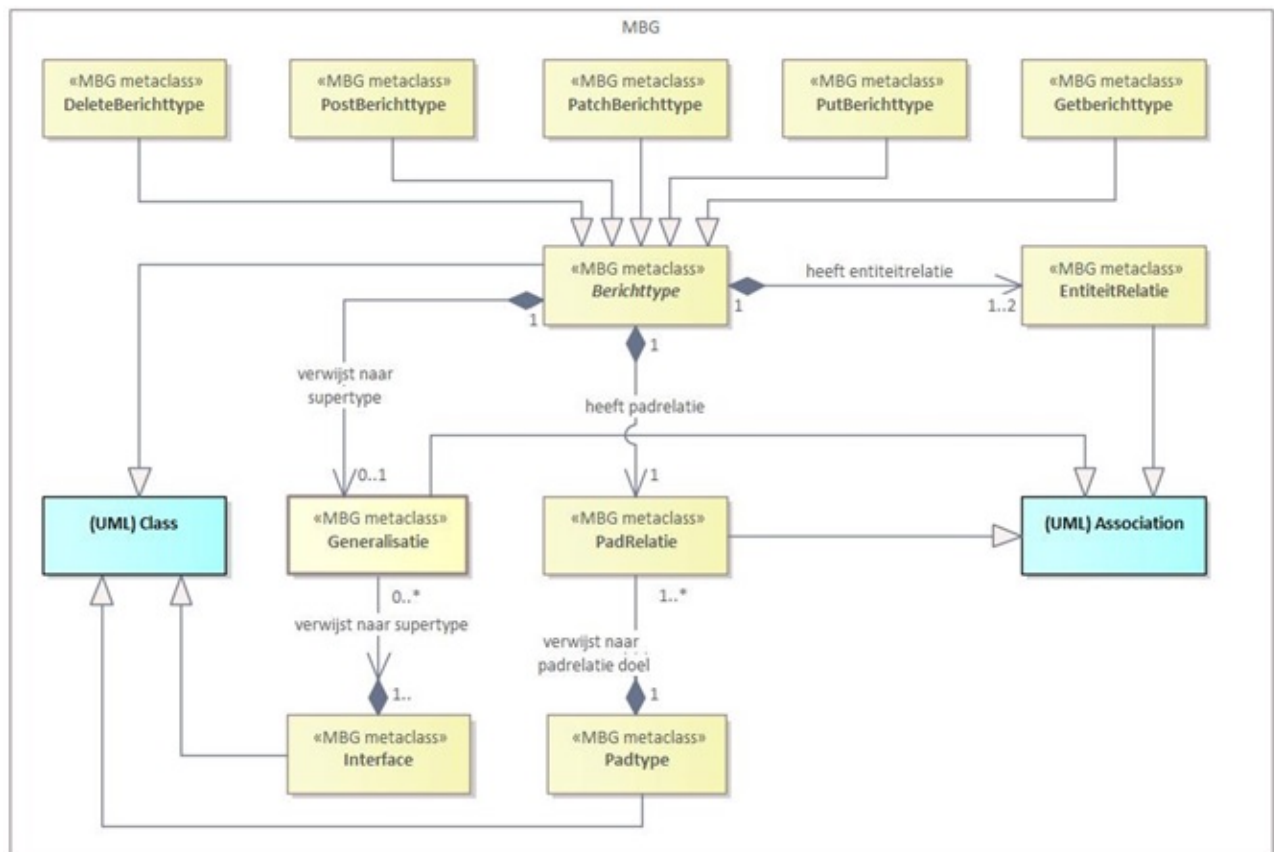 MBG
«MBG metaclass»
DeleteBerichttype
«MBG metaclass»
PostBerichttype
«MBG metaclass»
PatchBerichttype
«MBG metaclass»
PutBerichttype
«MBG metaclass»
Getberichttype
«MBG metaclass»
Berichttype
heeft entiteitrelatie
«MBG metaclass»
EntiteitRelatie
1
1
1
1..2
verwijst naar
supertype
heeft padrelatie
0..1
1
(UML) Class
«MBG metaclass»
Generalisatie
«MBG metaclass»
PadRelatie
(UML) Association
0..*
1..*
verwijst naar supertype
verwijst naar
padrelatie doel
1..
1
«MBG metaclass»
Interface
«MBG metaclass»
Padtype